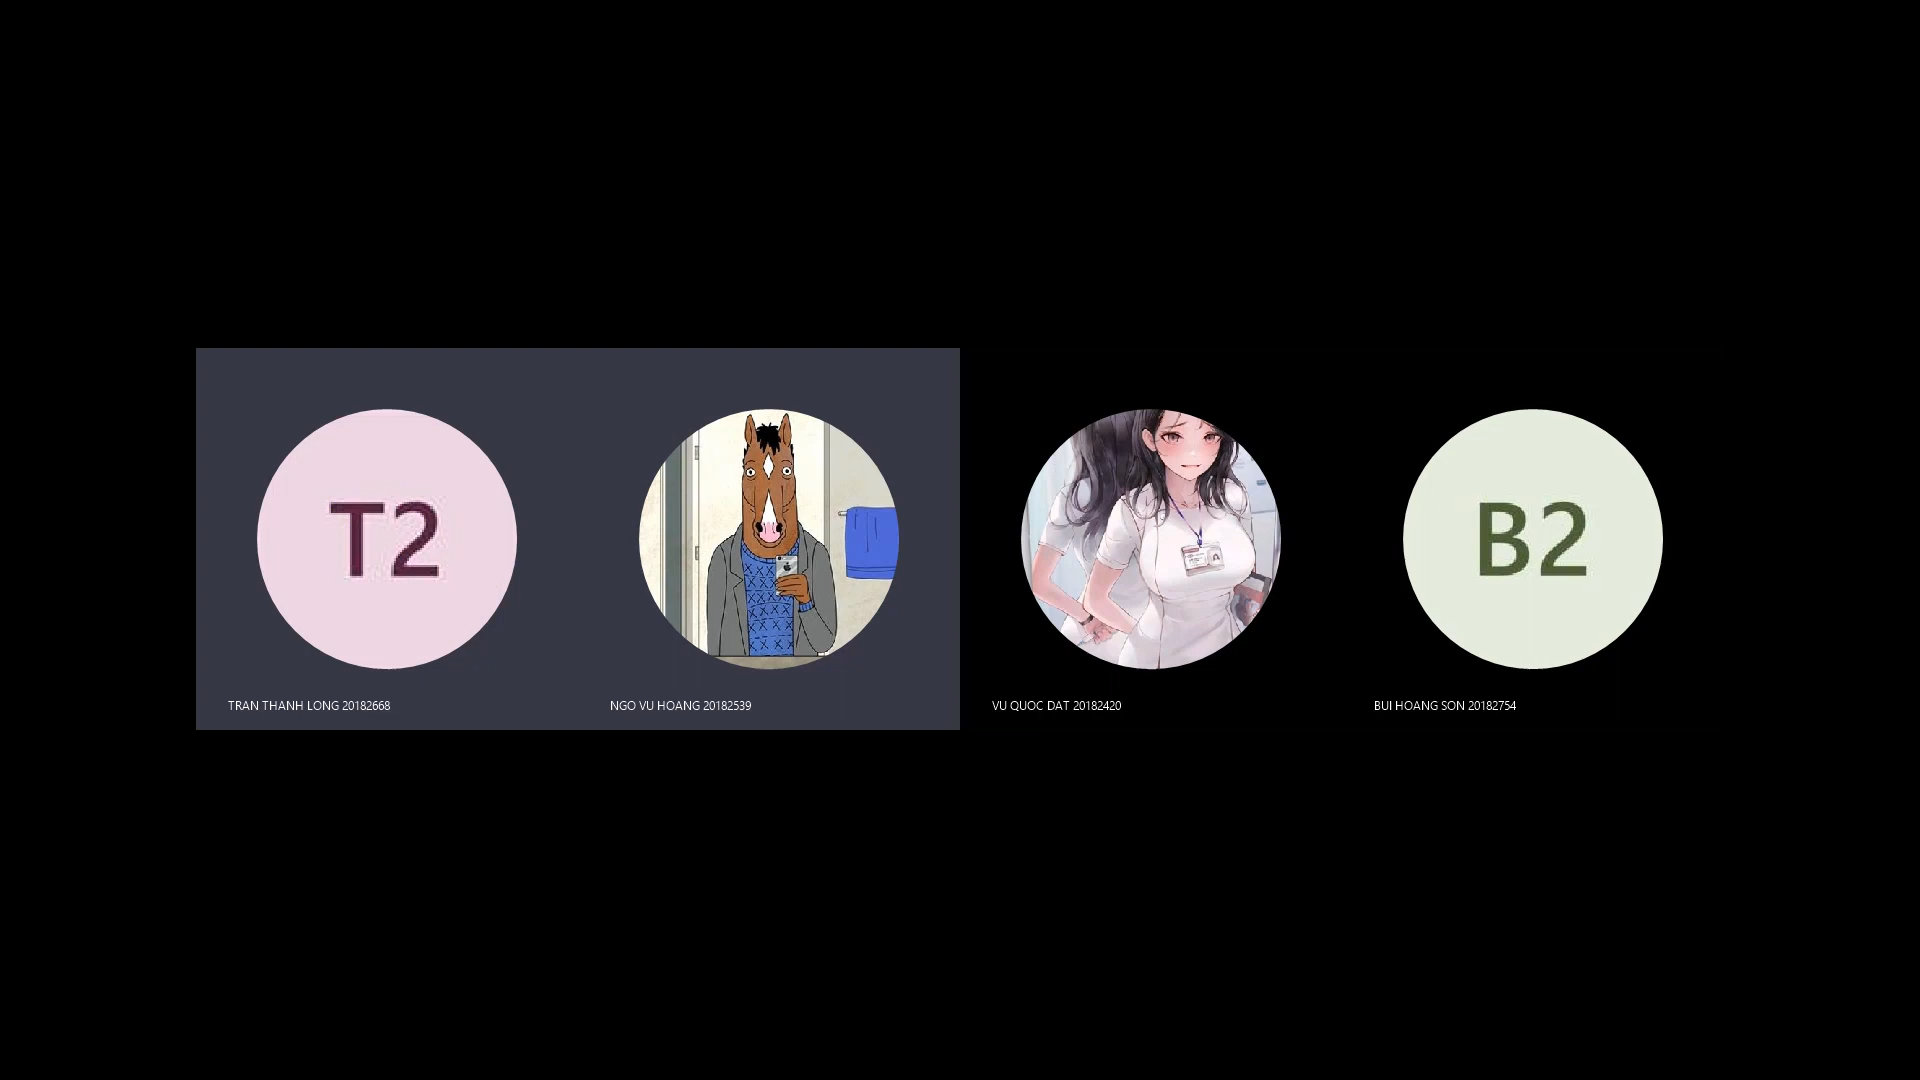 T2
B2
TRAN THANH LONG 20182668
NGO VU HOANG 20182539
VU QUOC DAT 20182420
BUI HOANG SON 20182754